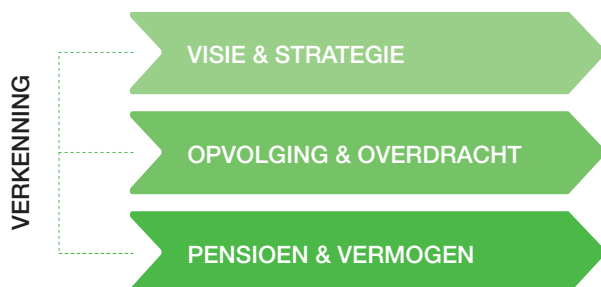 VERKENNING
VISIE & STRATEGIE
OPVOLGING & OVERDRACHT
PENSIOEN & VERMOGEN